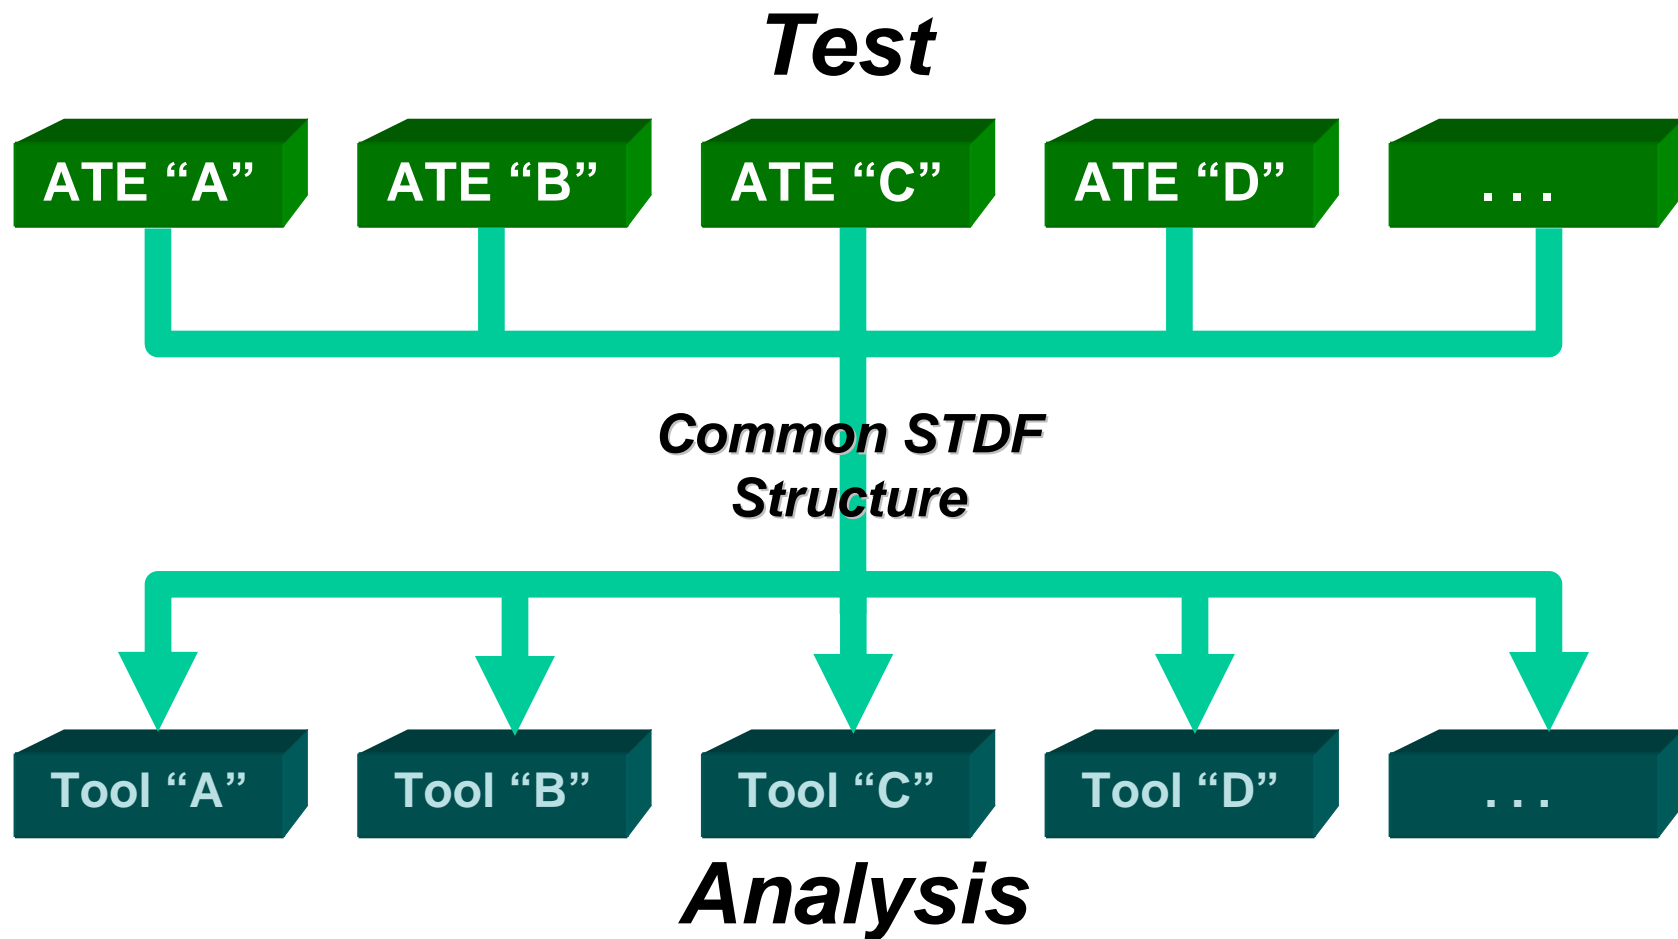 Test
ATE “A”
ATE “B”
ATE “C”
ATE “D”
. . .
Common STDF
Structure
Tool “A”
Tool “B”
Tool “C”
Tool “D”
. . .
Analysis